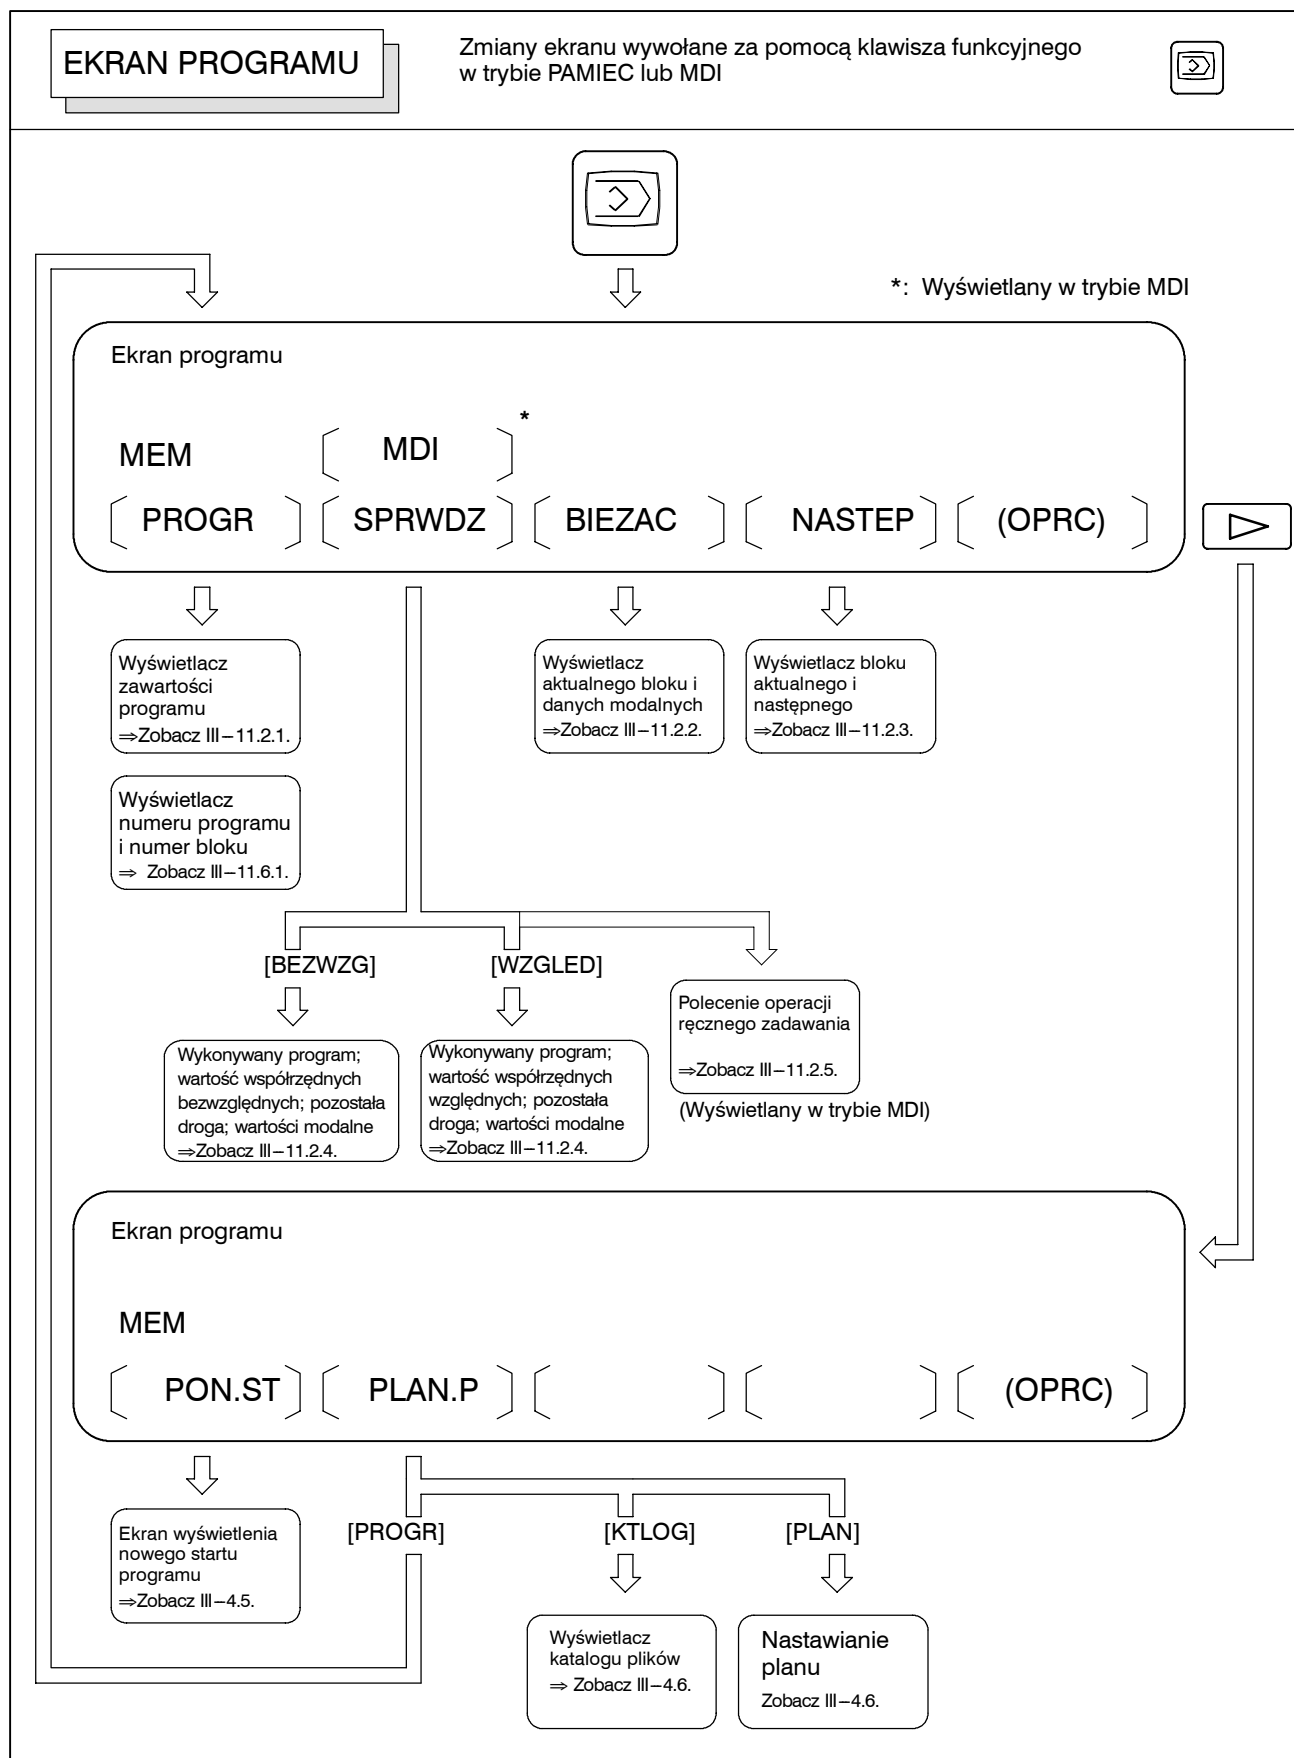 EKRAN PROGRAMU
Zmiany ekranu wywołane za pomocą klawisza funkcyjnego
w trybie PAMIEC lub MDI
*: Wyświetlany w trybie MDI
Ekran programu
*
MEM
MDI
PROGR
SPRWDZ
BIEZAC
NASTEP
(OPRC)
Wyświetlacz
zawartości
programu
⇒Zobacz III–11.2.1.
Wyświetlacz
aktualnego bloku i
danych modalnych
⇒Zobacz III–11.2.2.
Wyświetlacz bloku
aktualnego i
następnego
⇒Zobacz III–11.2.3.
Wyświetlacz
numeru programu
i numer bloku
⇒ Zobacz III–11.6.1.
[BEZWZG]
[WZGLED]
Wykonywany program;
wartość współrzędnych
bezwzględnych; pozostała
droga; wartości modalne
⇒Zobacz III–11.2.4.
Wykonywany program;
wartość współrzędnych
względnych; pozostała
droga; wartości modalne
⇒Zobacz III–11.2.4.
Polecenie operacji
ręcznego zadawania
⇒Zobacz III–11.2.5.
(Wyświetlany w trybie MDI)
Ekran programu
MEM
PON.ST
PLAN.P
(OPRC)
Ekran wyświetlenia
nowego startu
programu
⇒Zobacz III–4.5.
[PROGR]
[KTLOG]
[PLAN]
Wyświetlacz
katalogu plików
⇒ Zobacz III–4.6.
Nastawianie
planu
Zobacz III–4.6.